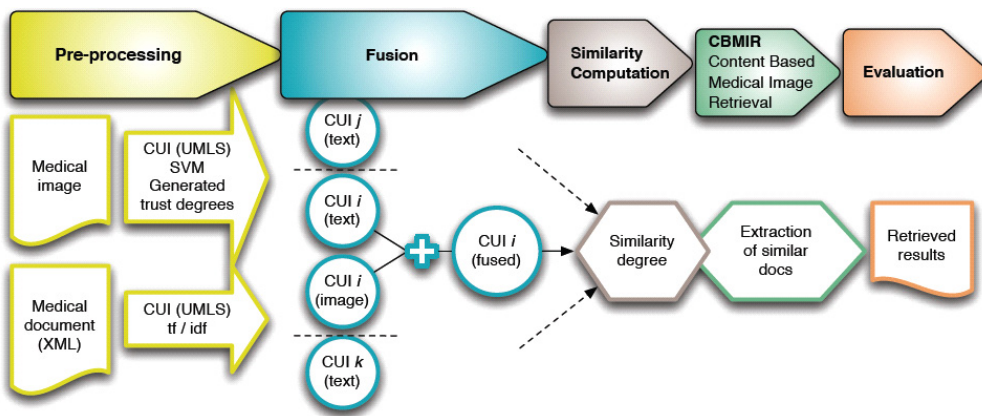 Pre-processing
Fusion
Similarity
Computation
CBMIR
Content Based
Medical Image
Retrieval
Evaluation
Medical
image
CUI (UMLS)
SVM
Generated
trust degrees
CUI j
(text)
CUI i
(text)
CUI i
(image)
CUI k
(text)
CUI i
(fused)
Similarity
degree
Extraction
of similar
docs
Retrieved
results
Medical
document
(XML)
CUI (UMLS)
tf / idf